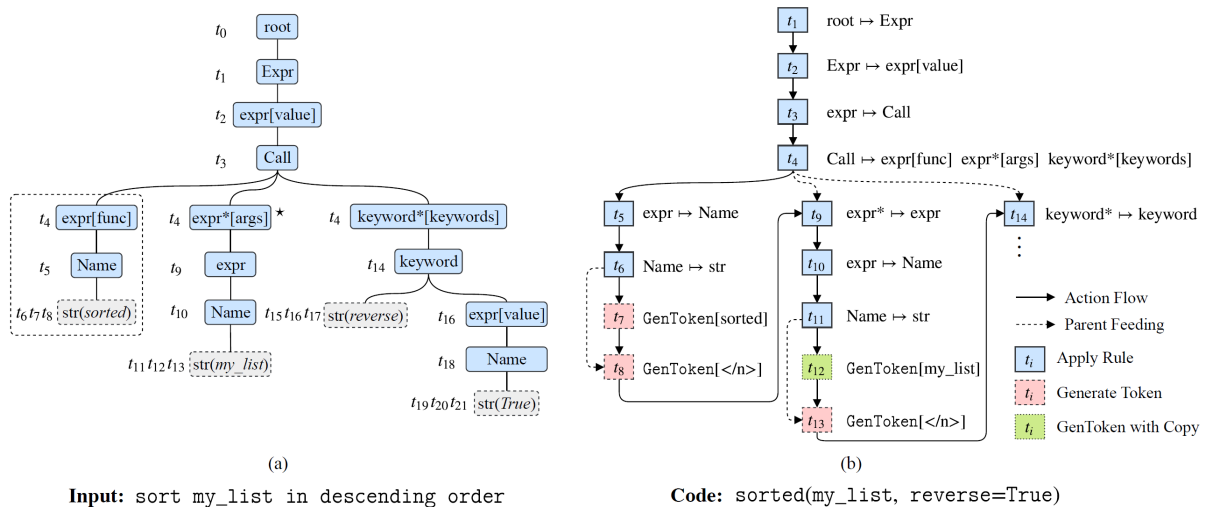 t0 root
t1 Expr
t2 expr[value]
t3 Call
t4 expr[func] t4 expr*[args] ★ t4 keyword*[keywords]
t5 Name t9 expr t14 keyword
t6 t7 t8 str(sorted) t10 Name t15 t16 t17 str(reverse) t16 expr[value]
t11 t12 t13 str(my_list) t18 Name
t19 t20 t21 str(True)
(a)
Input: sort my_list in descending order
t1 root ↦ Expr
t2 Expr ↦ expr[value]
t3 expr ↦ Call
t4 Call ↦ expr[func] expr*[args] keyword*[keywords]
t5 expr ↦ Name t9 expr* ↦ expr t14 keyword* ↦ keyword
t6 Name ↦ str t10 expr ↦ Name
t7 GenToken[sorted] t11 Name ↦ str
t8 GenToken[</n>] t12 GenToken[my_list]
t13 GenToken[</n>]
Action Flow
Parent Feeding
ti Apply Rule
ti Generate Token
ti GenToken with Copy
(b)
Code: sorted(my_list, reverse=True)